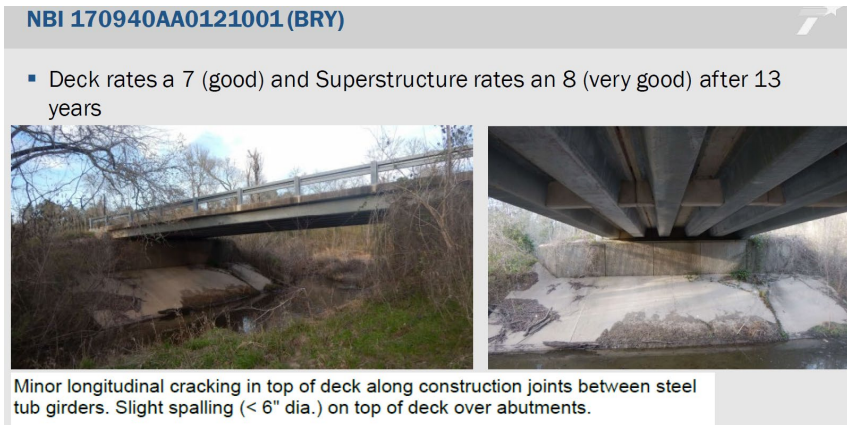 NBI 170940AA0121001 (BRY)
▪ Deck rates a 7 (good) and Superstructure rates an 8 (very good) after 13
years
Minor longitudinal cracking in top of deck along construction joints between steel
tub girders. Slight spalling (< 6" dia.) on top of deck over abutments.